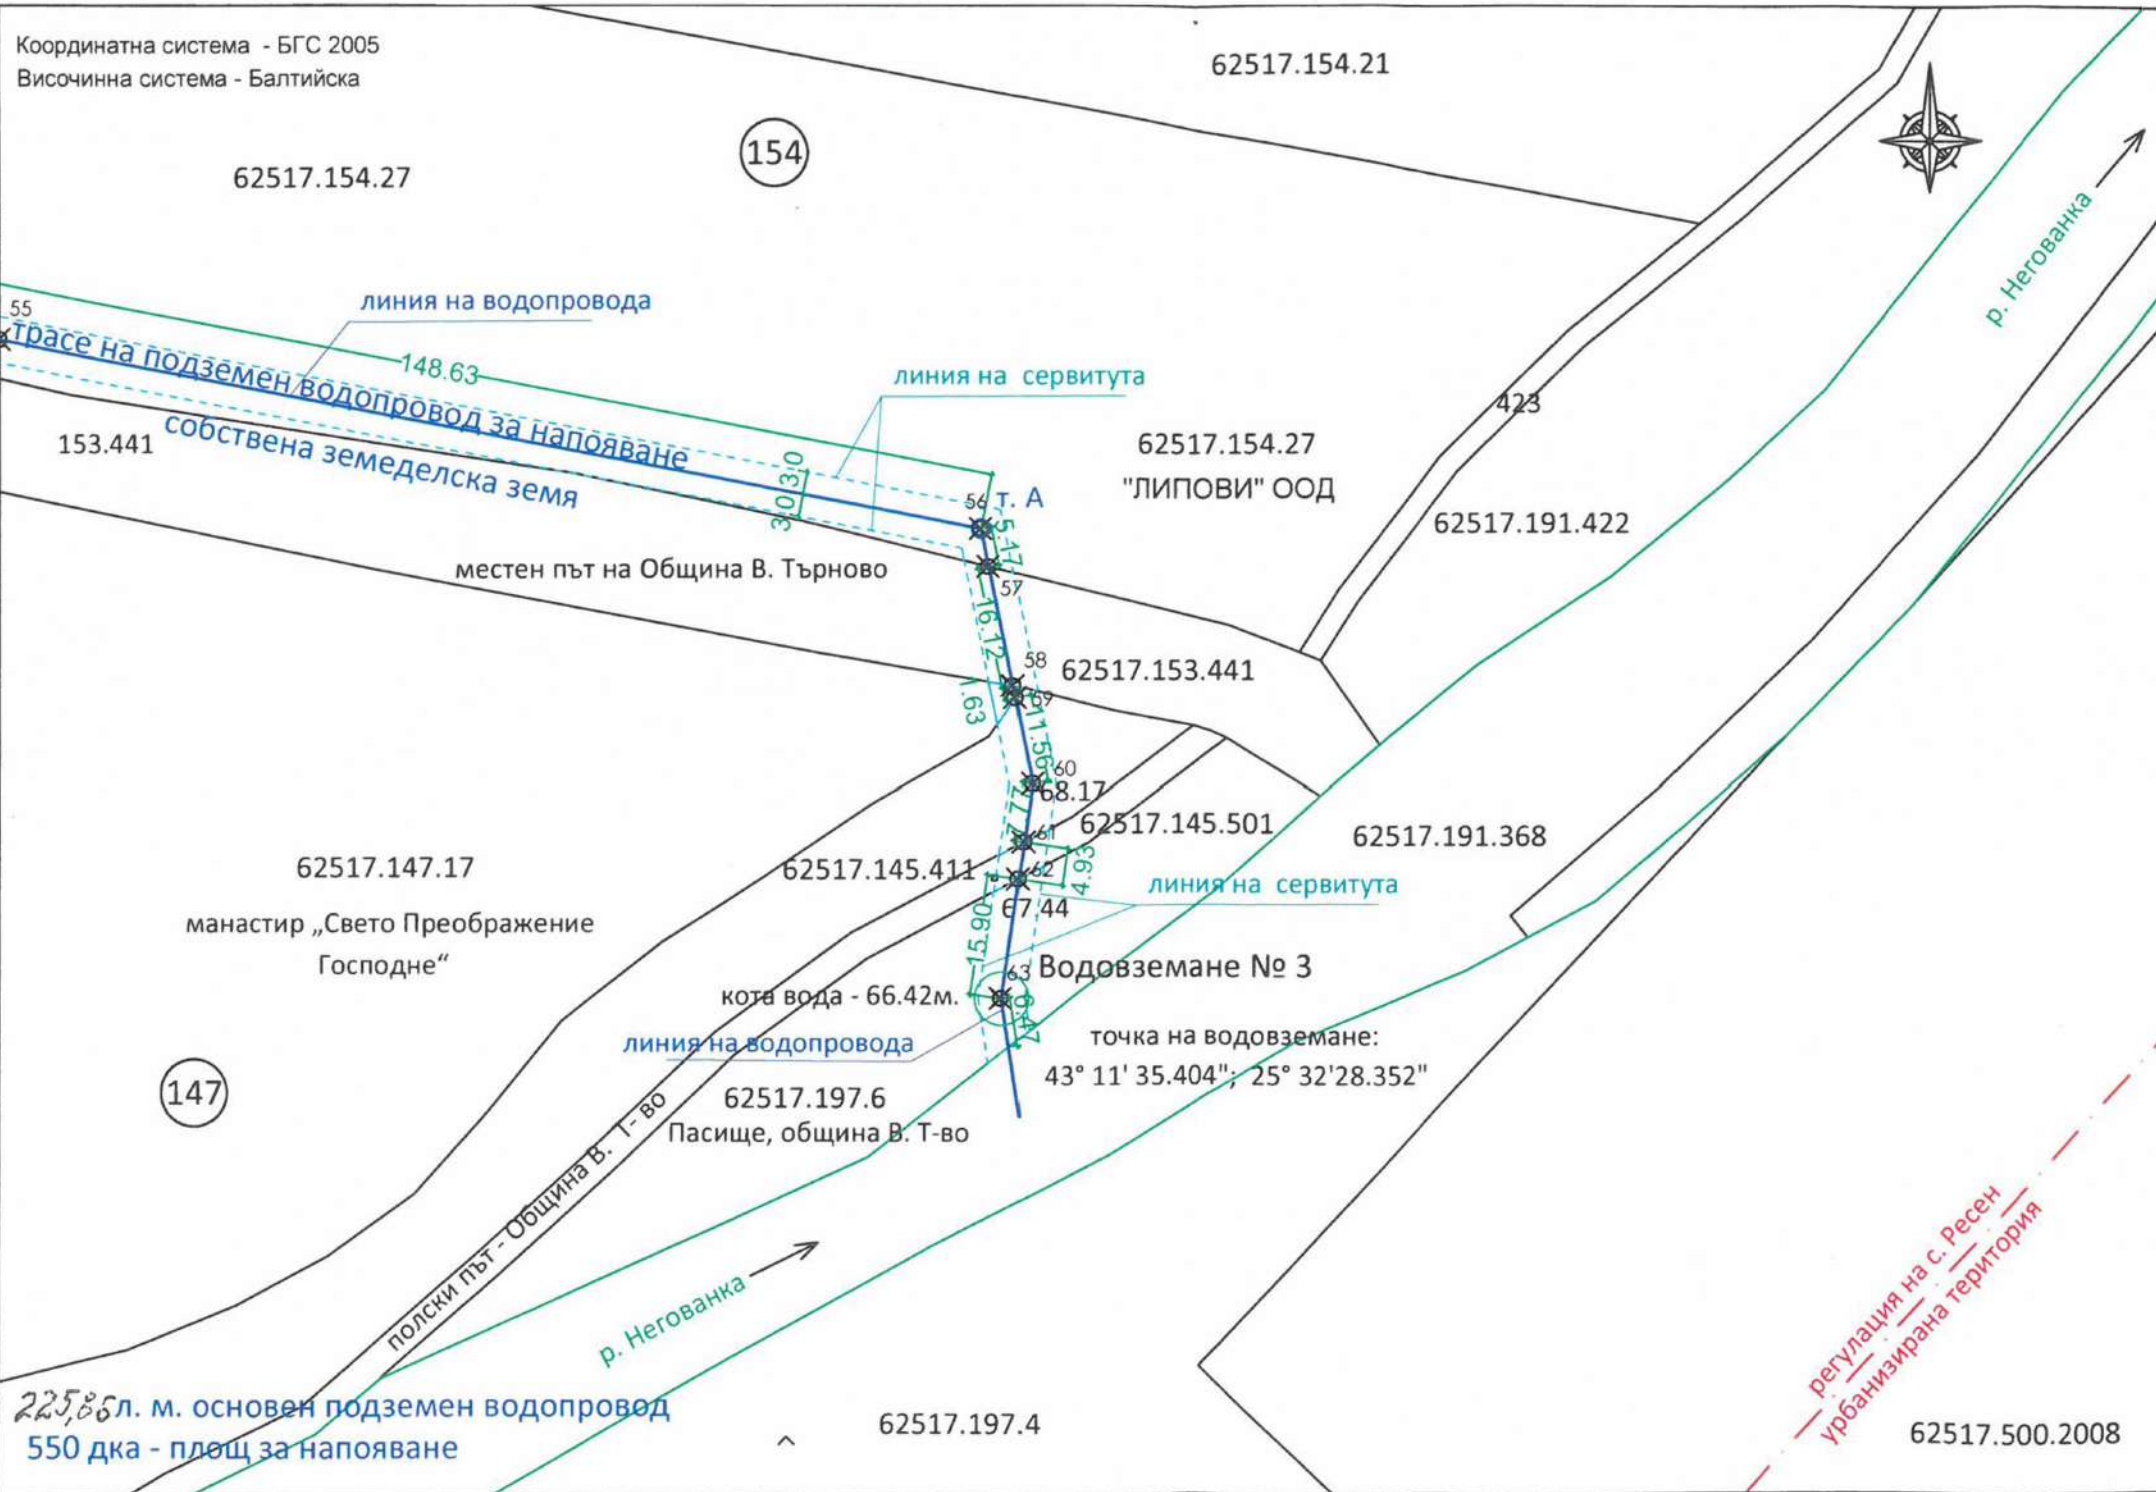 Координатна система - БГС 2005
Височинна система - Балтийска
62517.154.21
154
62517.154.27
р. Негованка
55
линия на водопровода
трасе на подземен водопровод за напояване
148.63
собствена земеделска земя
153.441
линия на сервитута
3.0
3.0
423
62517.154.27
"ЛИПОВИ" ООД
56
т. А
5.17
62517.191.422
местен път на Община В. Търново
57
16.12
58
62517.153.441
59
1.63
11.56
60
68.17
7.77
62517.145.501
61
62517.191.368
62517.147.17
манастир „Свето Преображение
Господне“
62517.145.411
62
4.93
линия на сервитута
67.44
15.90
63
Водовземане № 3
кота вода - 66.42м.
линия на водопровода
точка на водовземане:
43° 11' 35.404"; 25° 32'28.352"
147
62517.197.6
Пасище, община В. Т-во
полски път - Община В. Т- во
р. Негованка
регулация на с. Ресен
урбанизирана територия
225,85 л. м. основен подземен водопровод
550 дка - площ за напояване
62517.197.4
62517.500.2008